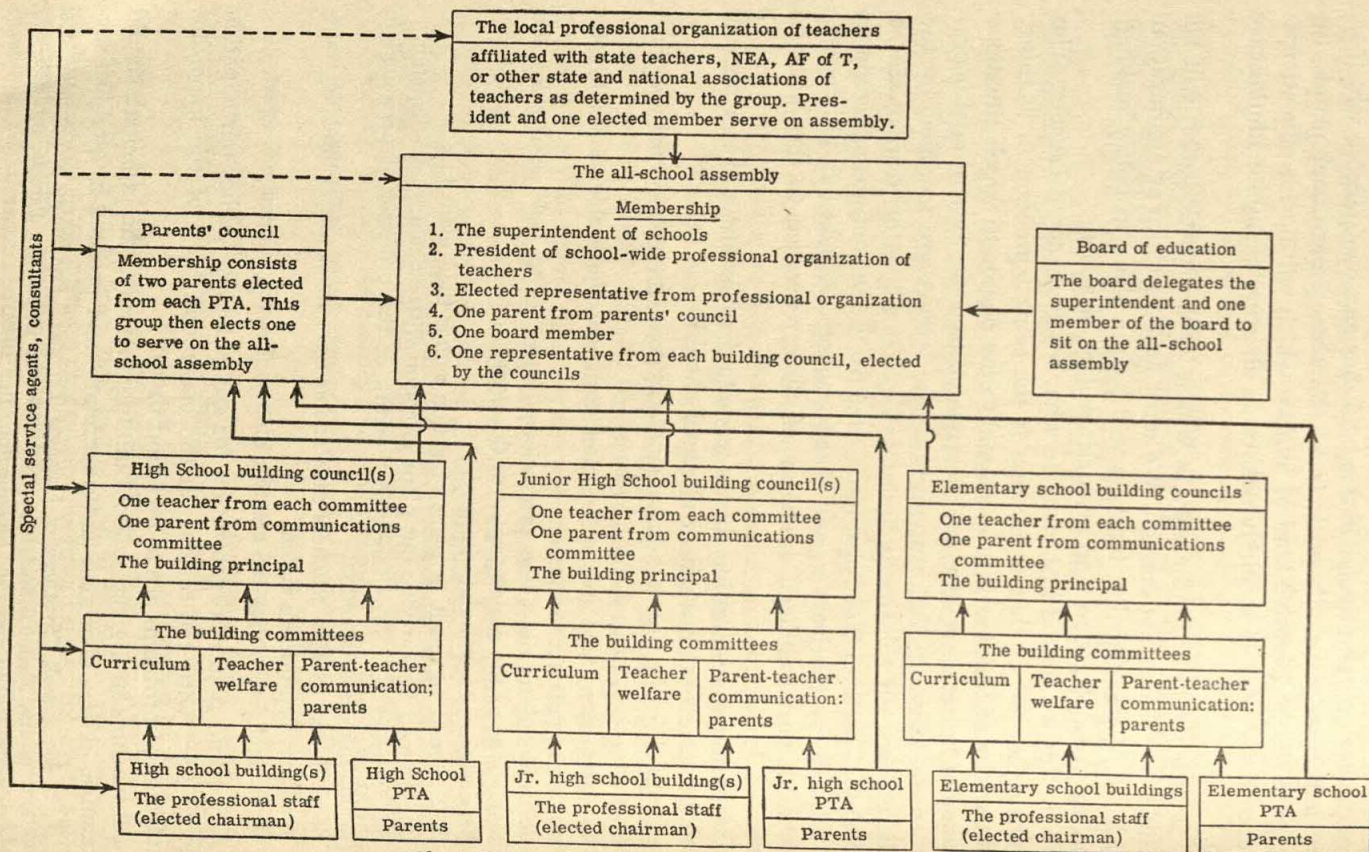 The local professional organization of teachers
affiliated with state teachers, NEA, AF of T,
or other state and national associations of
teachers as determined by the group. Pres-
ident and one elected member serve on assembly.
The all-school assembly
Membership
1. The superintendent of schools
2. President of school-wide professional organization of
teachers
3. Elected representative from professional organization
4. One parent from parents' council
5. One board member
6. One representative from each building council, elected
by the councils
Special service agents, consultants
Parents' council
Membership consists
of two parents elected
from each PTA. This
group then elects one
to serve on the all-
school assembly
Board of education
The board delegates the
superintendent and one
member of the board to
sit on the all-school
assembly
High School building council(s)
One teacher from each committee
One parent from communications
committee
The building principal
Junior High School building council(s)
One teacher from each committee
One parent from communications
committee
The building principal
Elementary school building councils
One teacher from each committee
One parent from communications
committee
The building principal
The building committees
Curriculum
Teacher
welfare
Parent-teacher
communication;
parents
The building committees
Curriculum
Teacher
welfare
Parent-teacher
communication:
parents
The building committees
Curriculum
Teacher
welfare
Parent-teacher
communication:
parents
High school building(s)
The professional staff
(elected chairman)
High School
PTA
Parents
Jr. high school building(s)
The professional staff
(elected chairman)
Jr. high school
PTA
Parents
Elementary school buildings
The professional staff
(elected chairman)
Elementary school
PTA
Parents